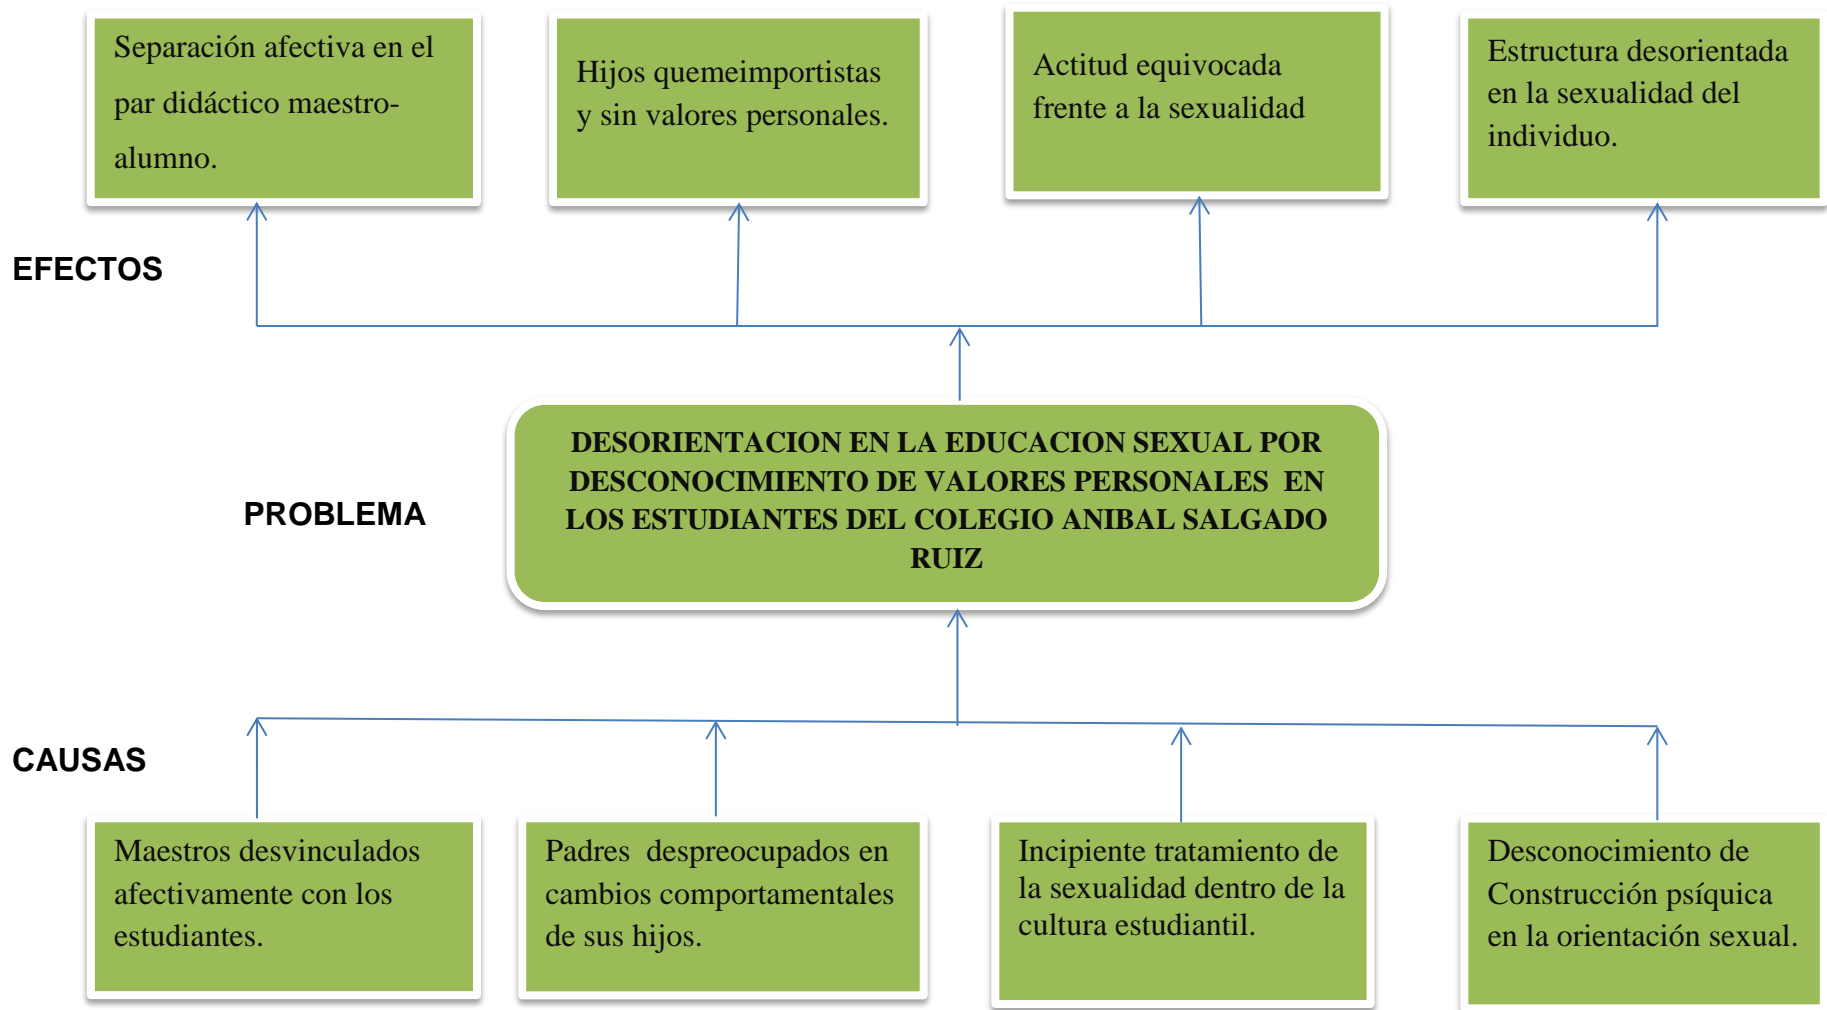 Separación afectiva en el
par didáctico maestro-
alumno.
Hijos quemeimportistas
y sin valores personales.
Actitud equivocada
frente a la sexualidad
Estructura desorientada
en la sexualidad del
individuo.
EFECTOS
PROBLEMA
DESORIENTACION EN LA EDUCACION SEXUAL POR
DESCONOCIMIENTO DE VALORES PERSONALES EN
LOS ESTUDIANTES DEL COLEGIO ANIBAL SALGADO
RUIZ
CAUSAS
Maestros desvinculados
afectivamente con los
estudiantes.
Padres despreocupados en
cambios comportamentales
de sus hijos.
Incipiente tratamiento de
la sexualidad dentro de la
cultura estudiantil.
Desconocimiento de
Construcción psíquica
en la orientación sexual.